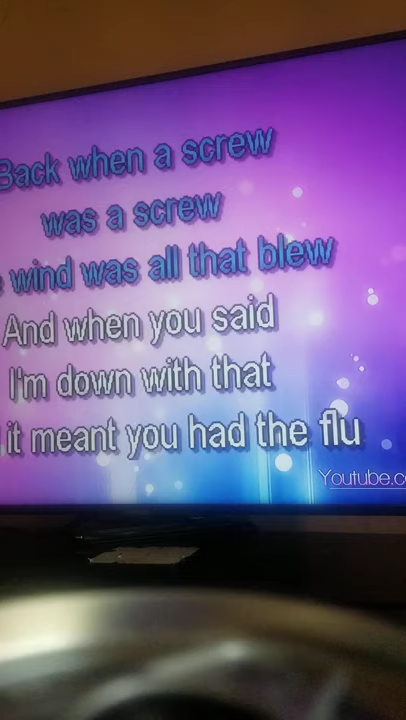 Back when a screw
was a screw
wind was all that blew
And when you said
I'm down with that
it meant you had the flu
Youtube.c